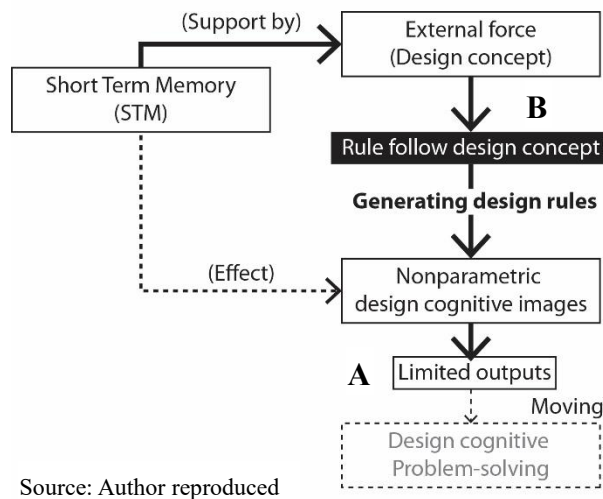 (Support by)
External force
(Design concept)
Short Term Memory
(STM)
B
Rule follow design concept
Generating design rules
(Effect)
Nonparametric
design cognitive images
A
Limited outputs
Moving
Design cognitive
Problem-solving
Source: Author reproduced